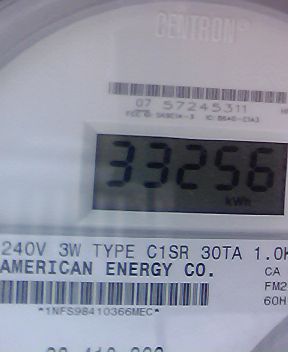 CENTRON®
07 57245311
33256
kWh
240V 3W TYPE C1SR 30TA 1.0K
AMERICAN ENERGY CO.
CA
FM2
60H
*1NFS98410366MEC*